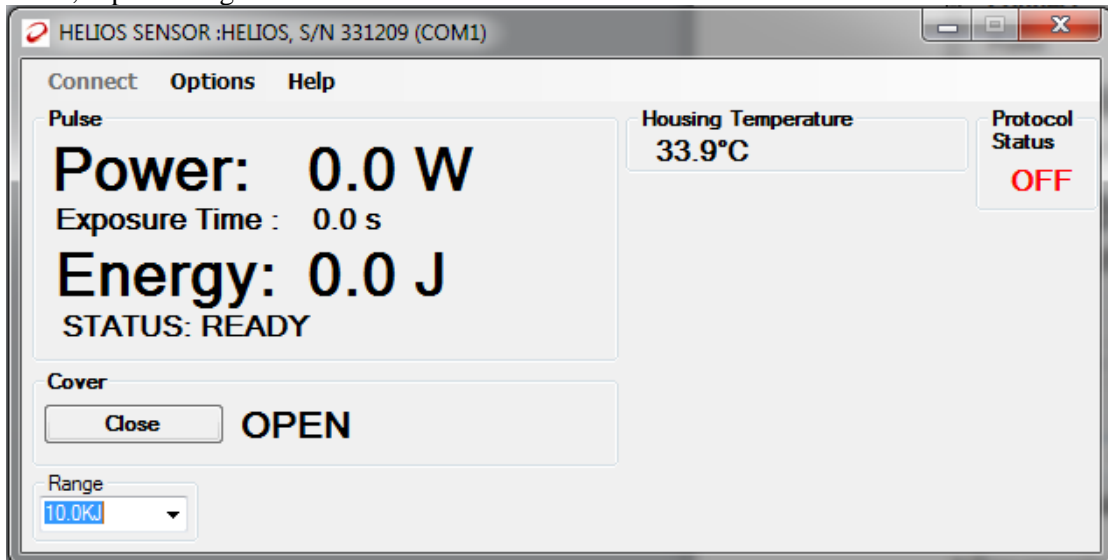 HELIOS SENSOR :HELIOS, S/N 331209 (COM1)
Connect Options Help
Pulse
Power: 0.0 W
Exposure Time : 0.0 s
Energy: 0.0 J
STATUS: READY
Housing Temperature
33.9°C
Protocol
Status
OFF
Cover
Close OPEN
Range
10.0KJ